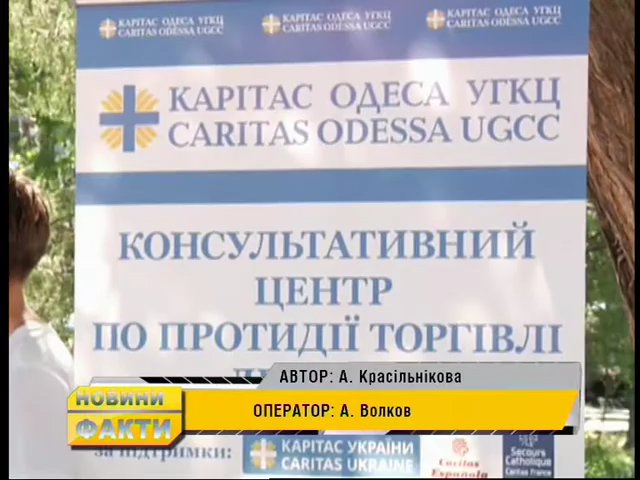 КАРІТАС ОДЕСА УГКЦ
CARITAS ODESSA UGCC
КАРІТАС ОДЕСА УГКЦ
CARITAS ODESSA UGCC
КАРІТАС ОДЕСА УГКЦ
CARITAS ODESSA UGCC
КАРІТАС ОДЕСА УГКЦ
CARITAS ODESSA UGCC
КОНСУЛЬТАТИВНИЙ
ЦЕНТР
ПО ПРОТИДІЇ ТОРГІВЛІ
АВТОР: А. Красільнікова
НОВИНИ
ФАКТИ
ОПЕРАТОР: А. Волков
за підтримки:
КАРІТАС УКРАЇНИ
CARITAS UKRAINE
Caritas
Española
Secours
Catholique
Caritas France